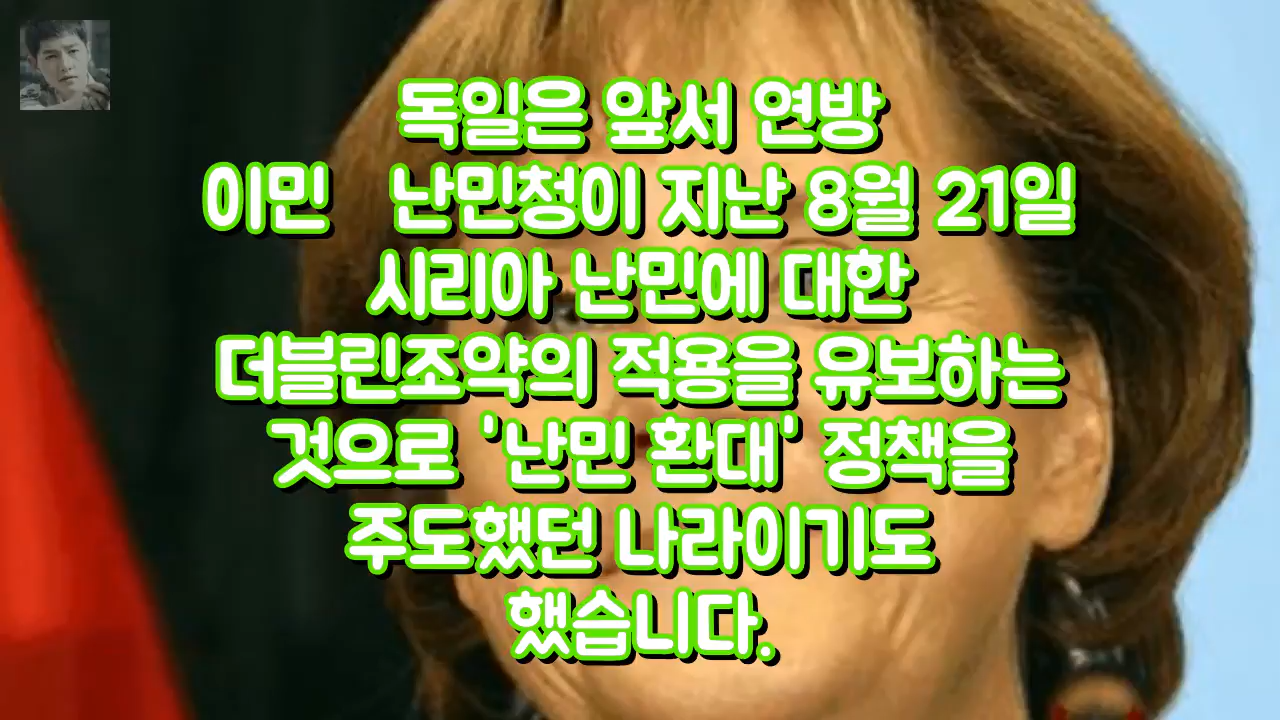 독일은 앞서 연방
이민 난민청이 지난 8월 21일
시리아 난민에 대한
더블린조약의 적용을 유보하는
것으로 '난민 환대' 정책을
주도했던 나라이기도
했습니다.